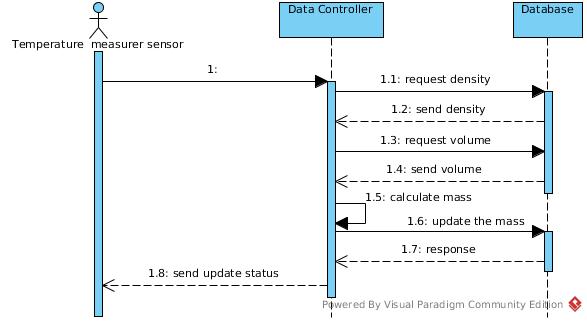 Data Controller
Database
Temperature measurer sensor
1:
1.1: request density
1.2: send density
1.3: request volume
1.4: send volume
1.5: calculate mass
1.6: update the mass
1.7: response
1.8: send update status
Powered By Visual Paradigm Community Edition